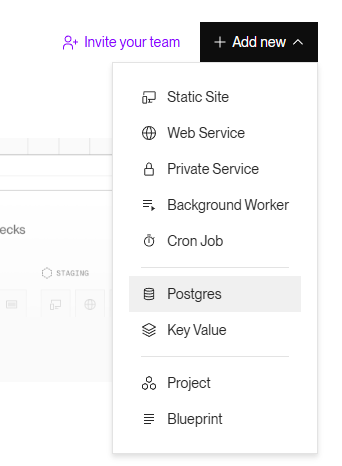 Invite your team
Add new
Static Site
Web Service
Private Service
Background Worker
Cron Job
ecks
STAGING
Postgres
Key Value
Project
Blueprint